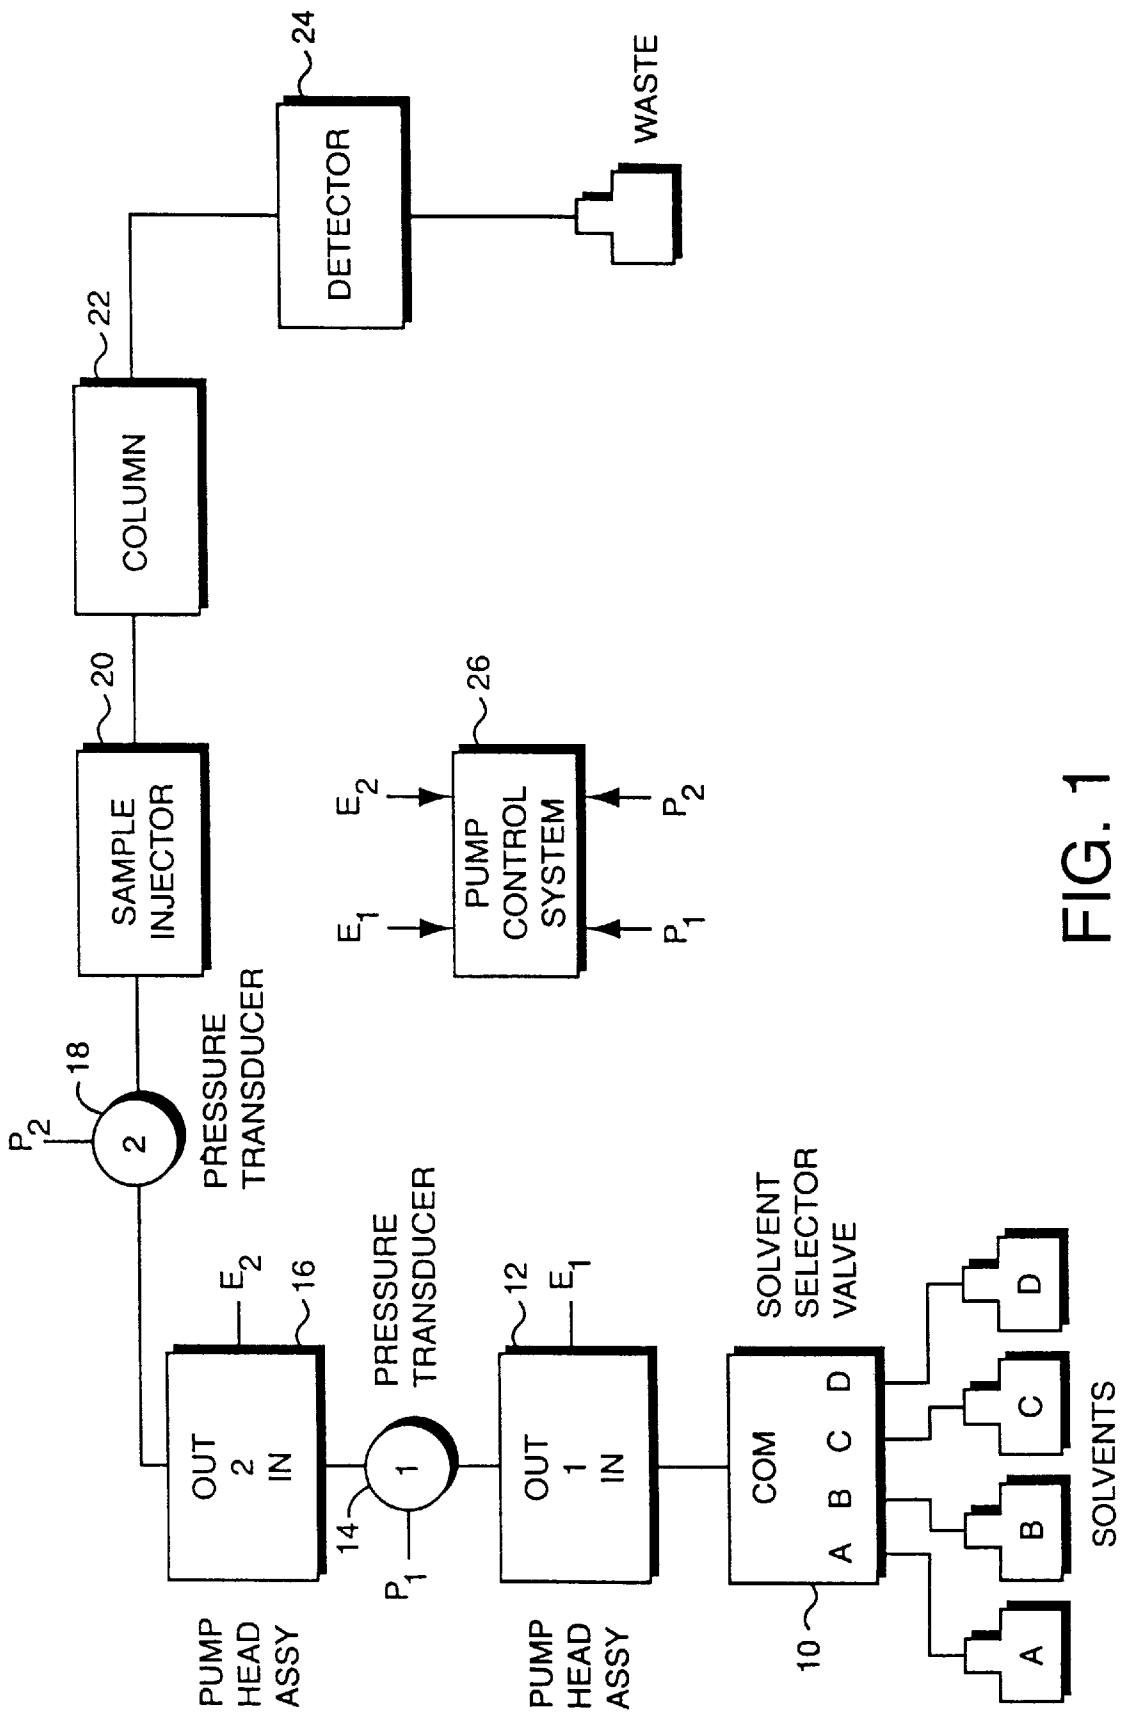 P2
18
2
PRESSURE
TRANSDUCER
SAMPLE
INJECTOR
20
COLUMN
22
DETECTOR
24
WASTE
PUMP
HEAD
ASSY
OUT
2
IN
E2
16
14
1
P1
PRESSURE
TRANSDUCER
PUMP
HEAD
ASSY
OUT
1
IN
12
E1
E1
E2
PUMP
CONTROL
SYSTEM
26
P1
P2
10
COM
A B C D
SOLVENT
SELECTOR
VALVE
A
B
C
D
SOLVENTS
FIG. 1